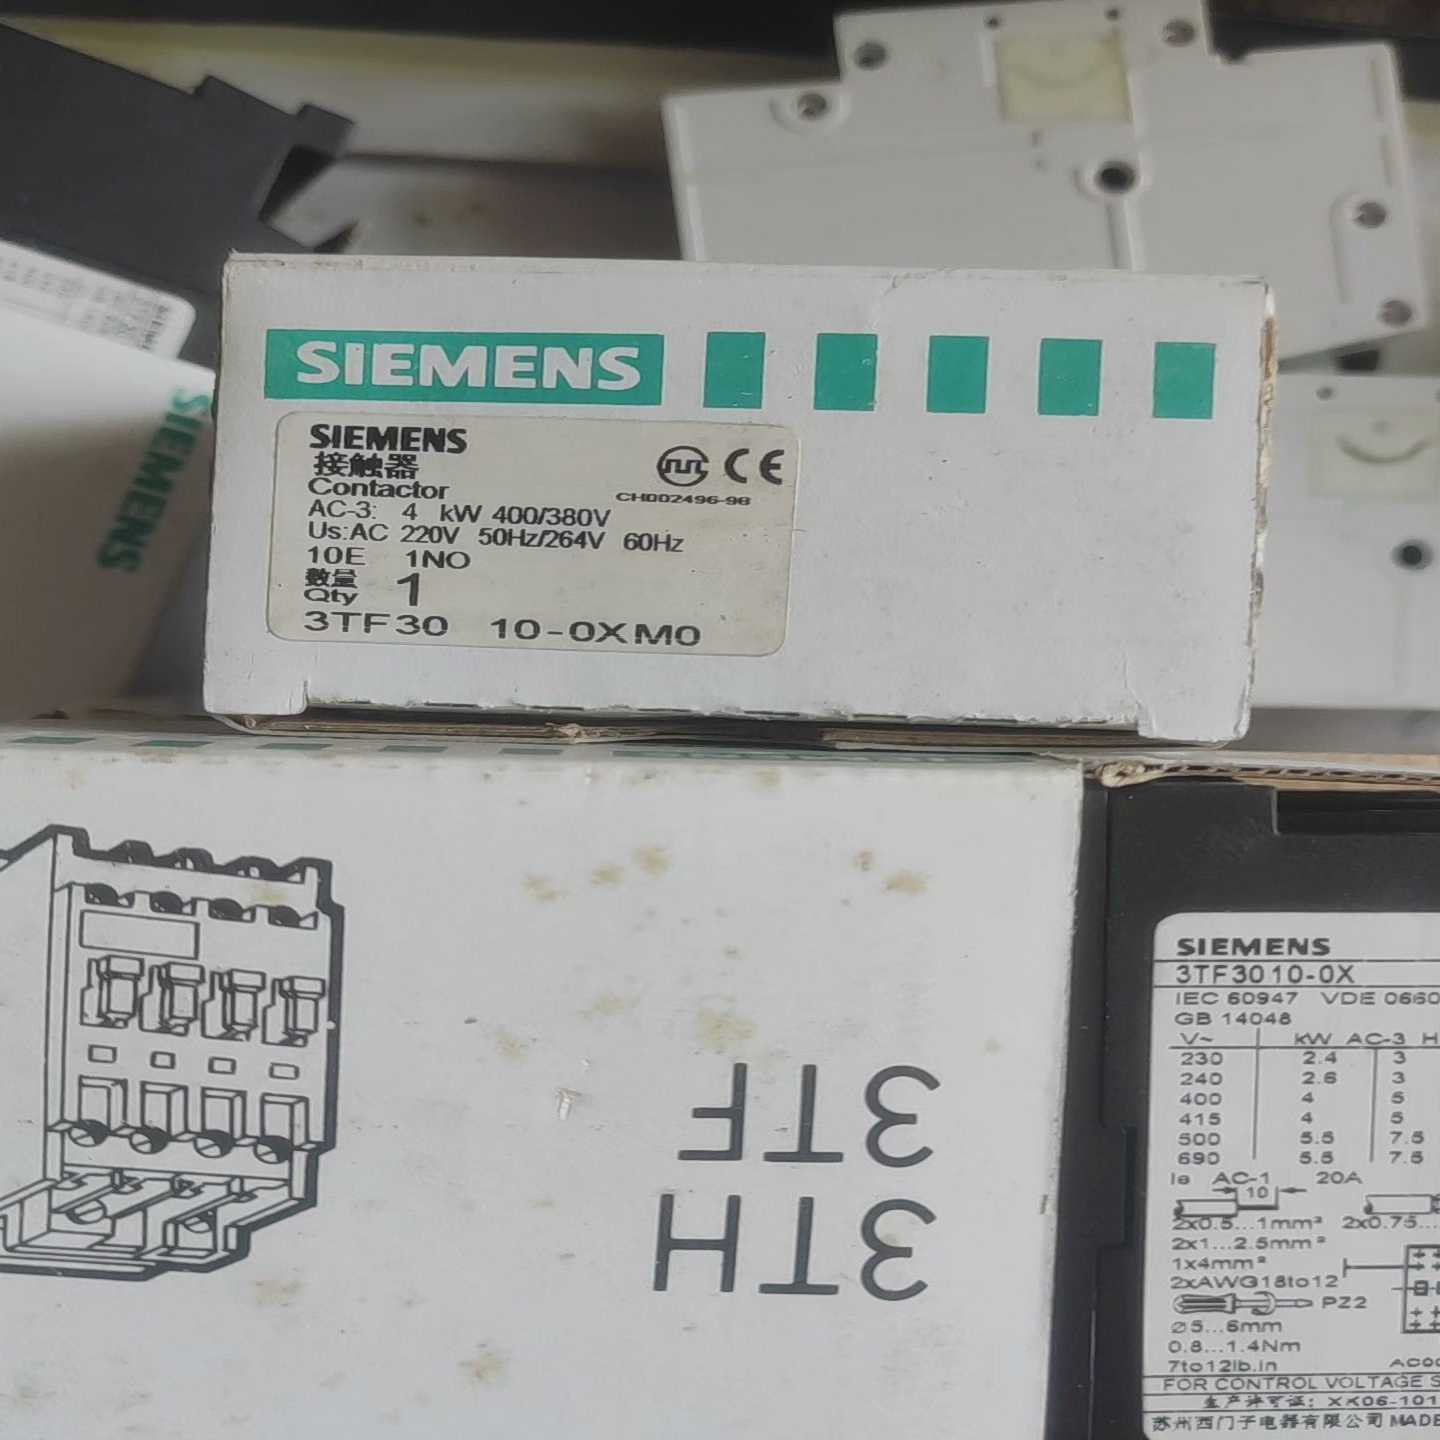 SIEMENS
SIEMENS
接触器
Contactor
CH002496-98
AC-3: 4 kW 400/380V
Us:AC 220V 50Hz/264V 60Hz
10E 1NO
数量
Qty 1
3TF30 10-0XM0
CE
SIEMENS
3TH
3TF
SIEMENS
3TF3010-0X
IEC 60947 VDE 0660
GB 14048
V~ kW AC-3 H
230 2.4 3
240 2.6 3
400 4 5
415 4 5
500 5.5 7.5
690 5.5 7.5
Ie AC-1 20A
10
2x0.5...1mm² 2x0.75...
2x1...2.5mm²
1x4mm²
2xAWG18to12
PZ2
Ø5...6mm
0.8...1.4Nm
7to12lb.in
FOR CONTROL VOLTAGE S
生产许可证: XK06-101
苏州西门子电器有限公司 MADE